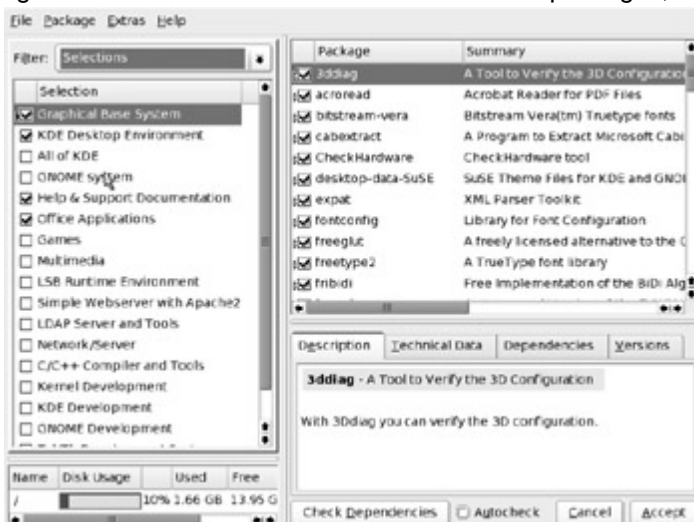 File Package Extras Help
Filter: Selections
Selection
Graphical Base System
KDE Desktop Environment
All of KDE
GNOME system
Help & Support Documentation
Office Applications
Games
Multimedia
LSB Runtime Environment
Simple Webserver with Apache2
LDAP Server and Tools
Network/Server
C/C++ Compiler and Tools
Kernel Development
KDE Development
GNOME Development
Name Disk Usage Used Free
/ 10% 1.66 GB 13.95 G
Package Summary
3ddiag A Tool to Verify the 3D Configuration
acroread Acrobat Reader for PDF Files
bitstream-vera Bitstream Vera(tm) Truetype fonts
cabextract A Program to Extract Microsoft Cabi
CheckHardware CheckHardware tool
desktop-data-SuSE SuSE Theme Files for KDE and GNO
expat XML Parser Toolkit
fontconfig Library for Font Configuration
freeglut A freely licensed alternative to the
freetype2 A TrueType font library
fribidi Free Implementation of the BiDi Alg
Description Technical Data Dependencies Versions
3ddiag - A Tool to Verify the 3D Configuration
With 3Ddiag you can verify the 3D configuration.
Check Dependencies Autocheck Cancel Accept